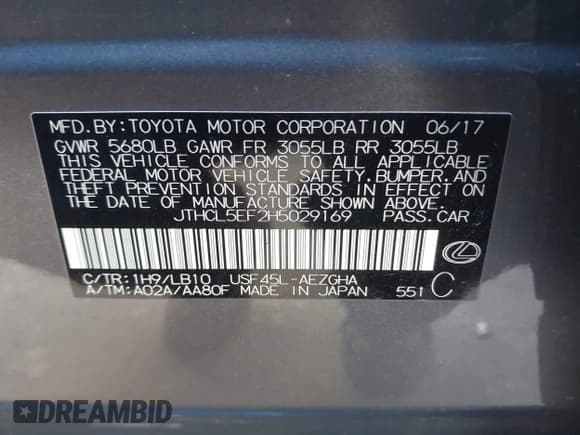 MFD.BY:TOYOTA MOTOR CORPORATION 06/17
GVWR 5680LB GAWR FR 3055LB RR 3055LB
THIS VEHICLE CONFORMS TO ALL APPLICABLE
FEDERAL MOTOR VEHICLE SAFETY,BUMPER,AND
THEFT PREVENTION STANDARDS IN EFFECT ON
THE DATE OF MANUFACTURE SHOWN ABOVE.
JTHCL5EF2H5029169 PASS.CAR
C/TR:1H9/LB10 USF45L-AEZGHA
A/TM:A02A/AA80F MADE IN JAPAN 551 C
DREAMBID